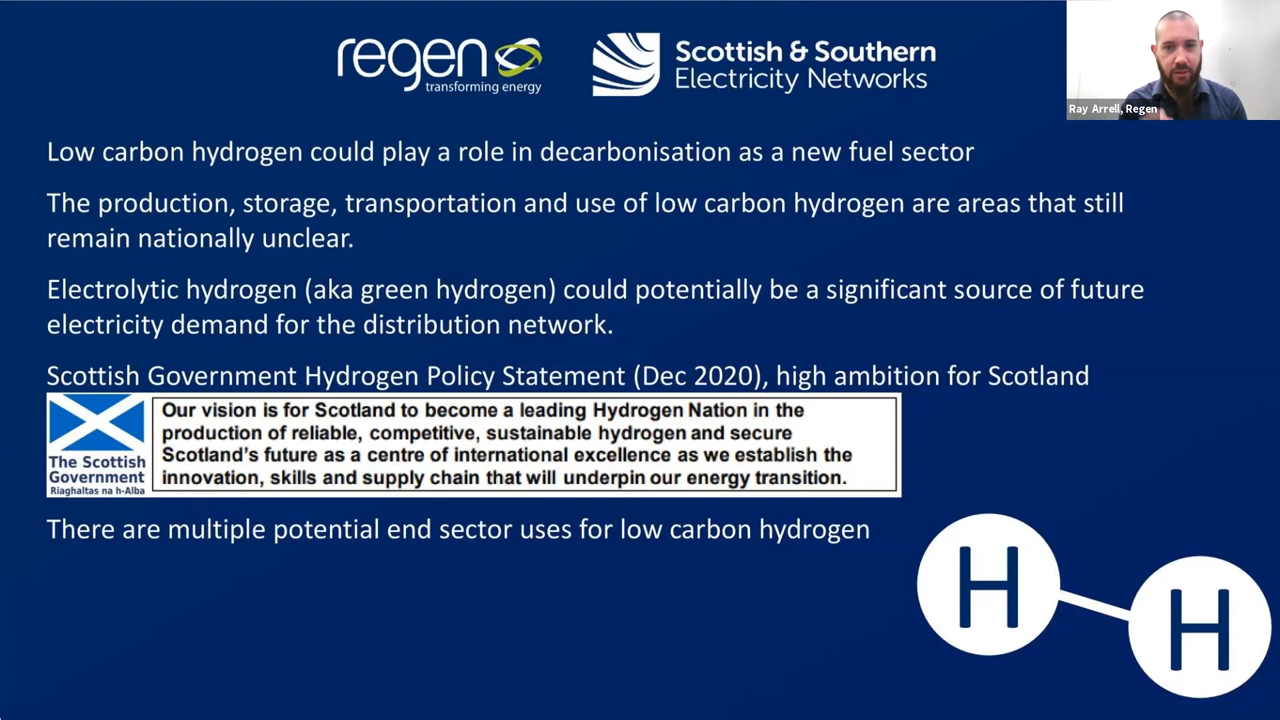 regen
transforming energy
Scottish & Southern
Electricity Networks
Ray Arrell, Regen
Low carbon hydrogen could play a role in decarbonisation as a new fuel sector
The production, storage, transportation and use of low carbon hydrogen are areas that still
remain nationally unclear.
Electrolytic hydrogen (aka green hydrogen) could potentially be a significant source of future
electricity demand for the distribution network.
Scottish Government Hydrogen Policy Statement (Dec 2020), high ambition for Scotland
The Scottish
Government
Riaghaltas na h-Alba
Our vision is for Scotland to become a leading Hydrogen Nation in the
production of reliable, competitive, sustainable hydrogen and secure
Scotland's future as a centre of international excellence as we establish the
innovation, skills and supply chain that will underpin our energy transition.
There are multiple potential end sector uses for low carbon hydrogen
H
H